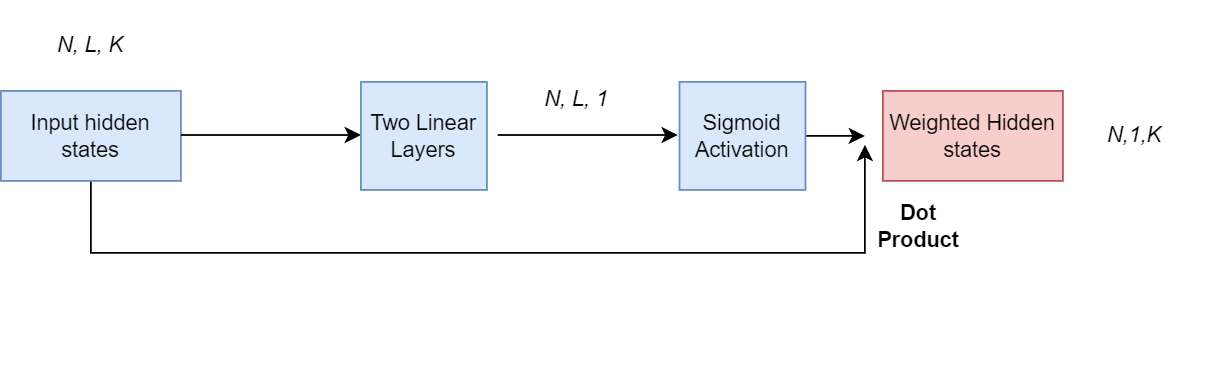 N, L, K
Input hidden
states
Two Linear
Layers
N, L, 1
Sigmoid
Activation
Weighted Hidden
states
N,1,K
Dot
Product